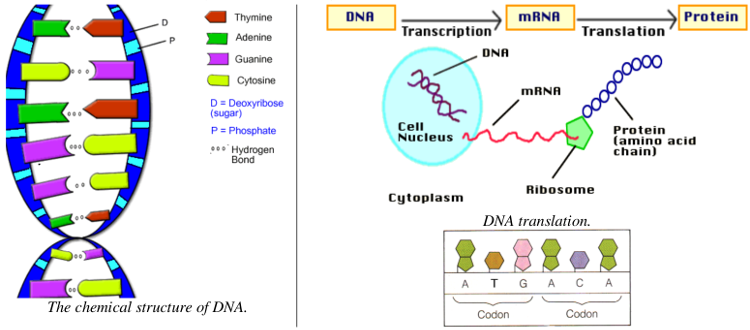 D
P
Thymine
Adenine
Guanine
Cytosine
D = Deoxyribose
(sugar)
P = Phosphate
Hydrogen
Bond
The chemical structure of DNA.
DNA
Transcription
mRNA
Translation
Protein
DNA
mRNA
Cell
Nucleus
Protein
(amino acid
chain)
Ribosome
Cytoplasm
DNA translation.
A T G A C A
Codon Codon